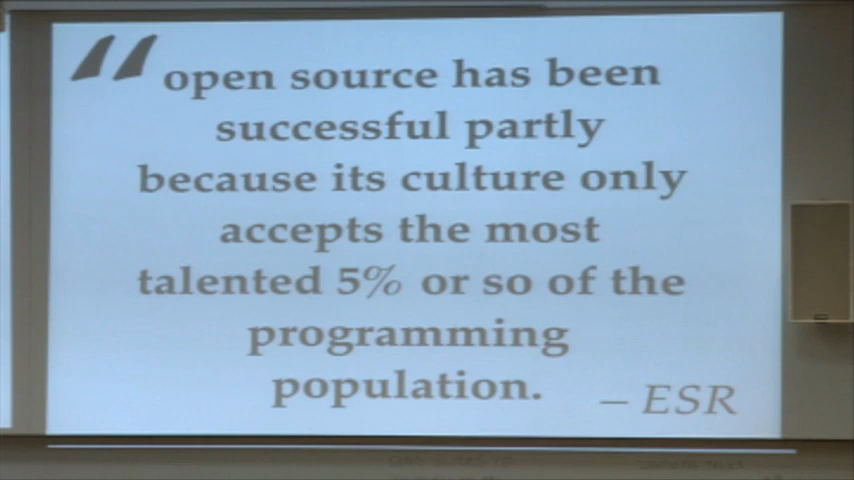 “ open source has been
successful partly
because its culture only
accepts the most
talented 5% or so of the
programming
population.
– ESR